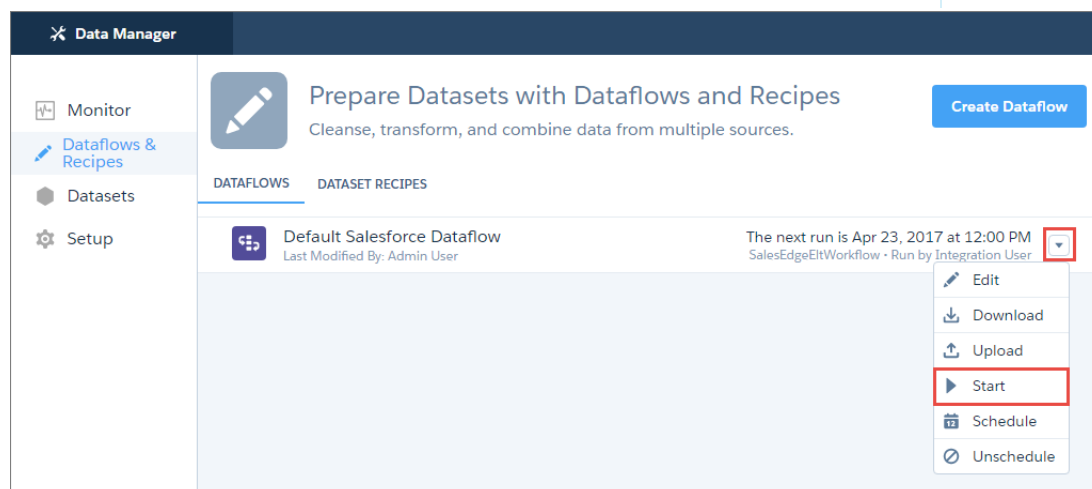 Data Manager
Monitor
Dataflows &
Recipes
Datasets
Setup
Prepare Datasets with Dataflows and Recipes
Cleanse, transform, and combine data from multiple sources.
Create Dataflow
DATAFLOWS
DATASET RECIPES
Default Salesforce Dataflow
Last Modified By: Admin User
The next run is Apr 23, 2017 at 12:00 PM
SalesEdgeEltWorkflow • Run by Integration User
Edit
Download
Upload
Start
12
Schedule
Unschedule